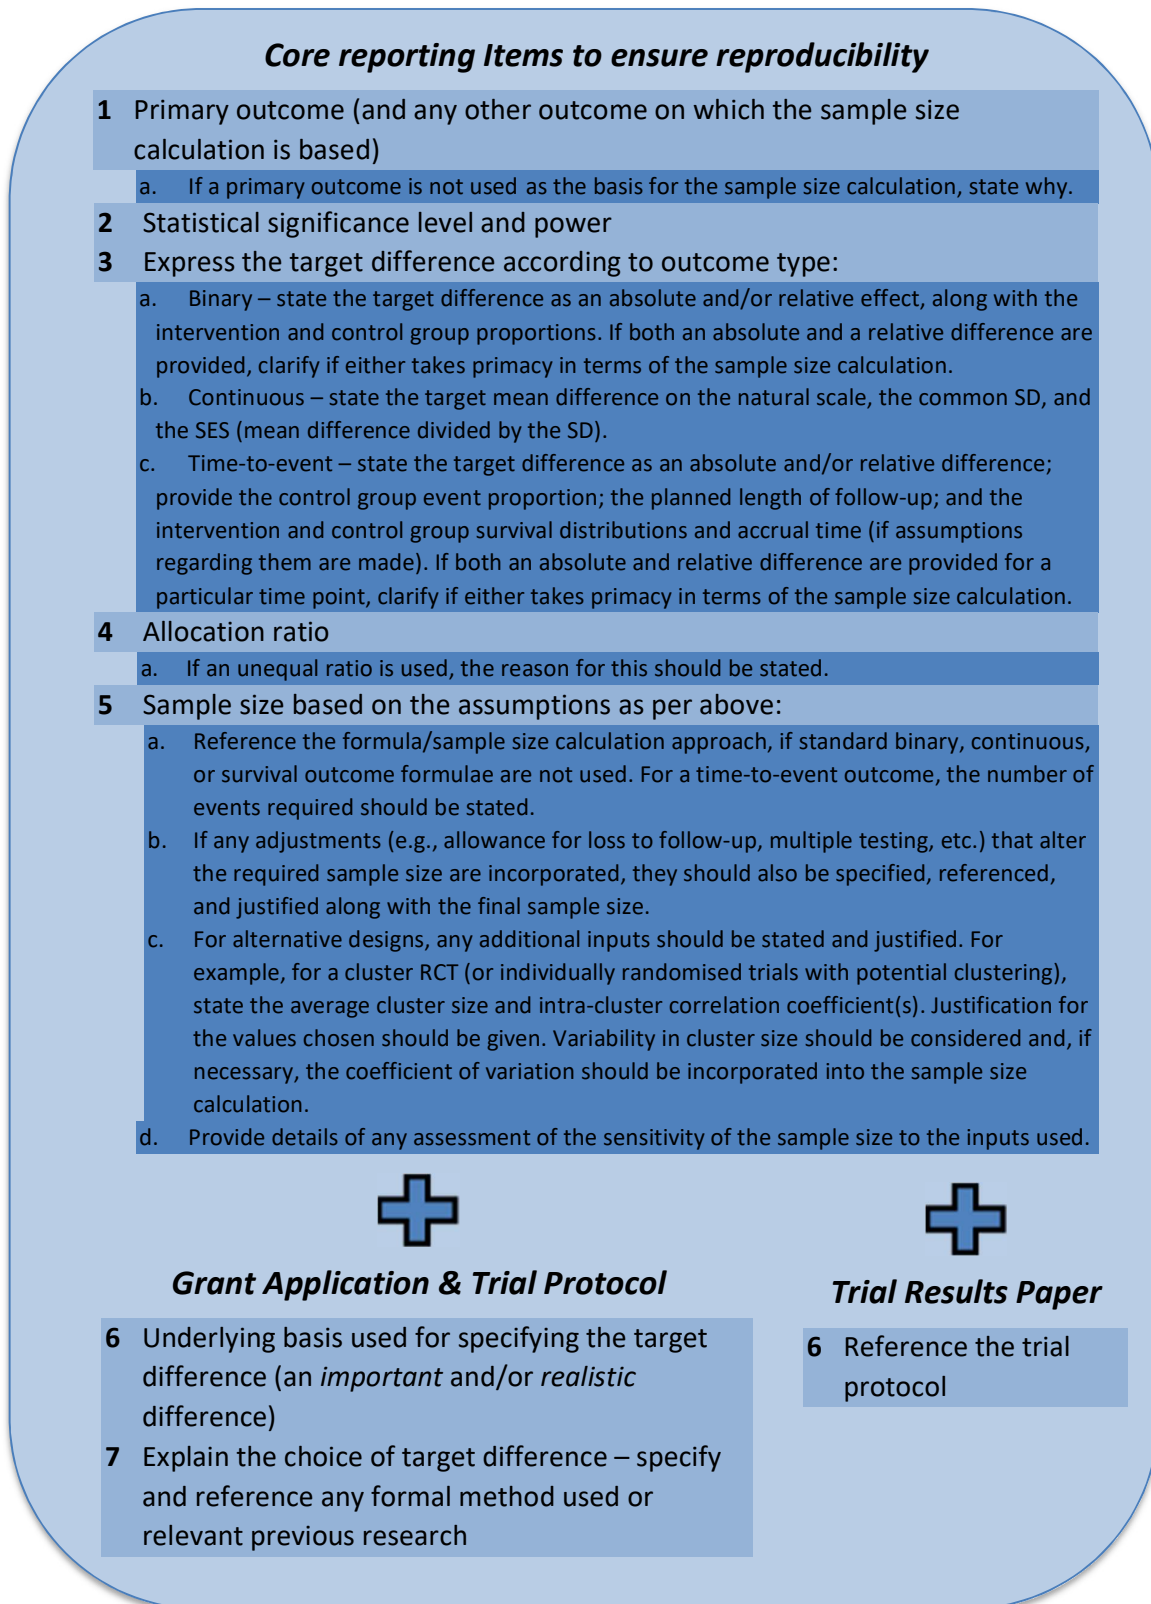 Core reporting Items to ensure reproducibility
1 Primary outcome (and any other outcome on which the sample size
calculation is based)
a. If a primary outcome is not used as the basis for the sample size calculation, state why.
2 Statistical significance level and power
3 Express the target difference according to outcome type:
a. Binary – state the target difference as an absolute and/or relative effect, along with the
intervention and control group proportions. If both an absolute and a relative difference are
provided, clarify if either takes primacy in terms of the sample size calculation.
b. Continuous – state the target mean difference on the natural scale, the common SD, and
the SES (mean difference divided by the SD).
c. Time-to-event – state the target difference as an absolute and/or relative difference;
provide the control group event proportion; the planned length of follow-up; and the
intervention and control group survival distributions and accrual time (if assumptions
regarding them are made). If both an absolute and relative difference are provided for a
particular time point, clarify if either takes primacy in terms of the sample size calculation.
4 Allocation ratio
a. If an unequal ratio is used, the reason for this should be stated.
5 Sample size based on the assumptions as per above:
a. Reference the formula/sample size calculation approach, if standard binary, continuous,
or survival outcome formulae are not used. For a time-to-event outcome, the number of
events required should be stated.
b. If any adjustments (e.g., allowance for loss to follow-up, multiple testing, etc.) that alter
the required sample size are incorporated, they should also be specified, referenced,
and justified along with the final sample size.
c. For alternative designs, any additional inputs should be stated and justified. For
example, for a cluster RCT (or individually randomised trials with potential clustering),
state the average cluster size and intra-cluster correlation coefficient(s). Justification for
the values chosen should be given. Variability in cluster size should be considered and, if
necessary, the coefficient of variation should be incorporated into the sample size
calculation.
d. Provide details of any assessment of the sensitivity of the sample size to the inputs used.
Grant Application & Trial Protocol
6 Underlying basis used for specifying the target
difference (an important and/or realistic
difference)
7 Explain the choice of target difference – specify
and reference any formal method used or
relevant previous research
Trial Results Paper
6 Reference the trial
protocol